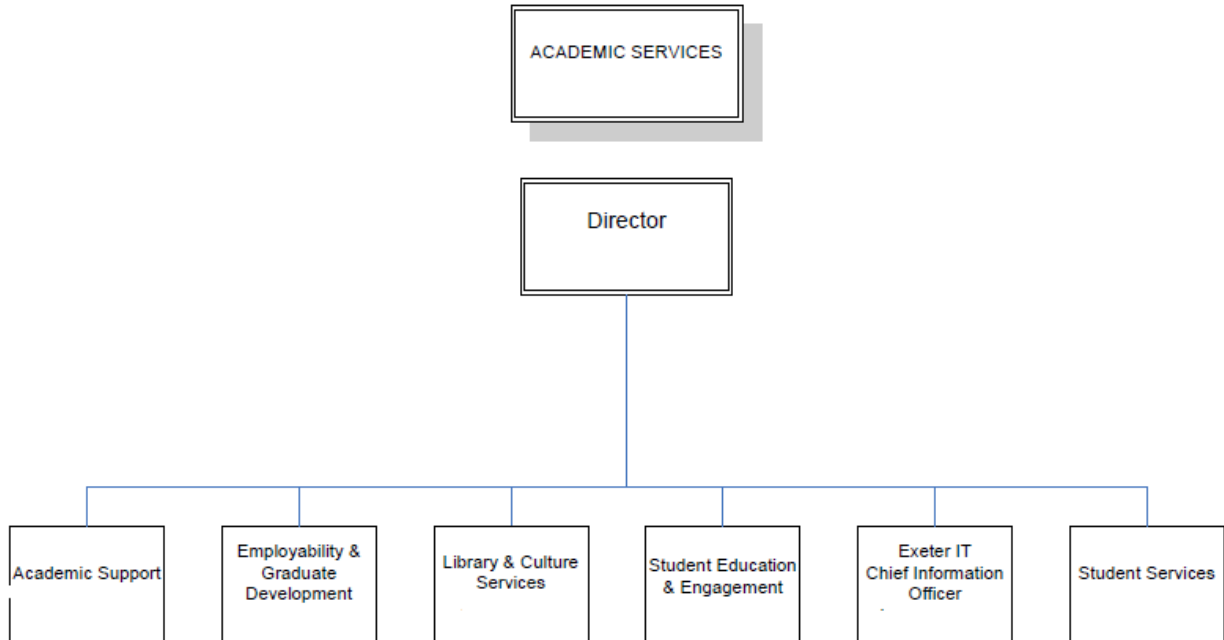 ACADEMIC SERVICES
Director
Academic Support
Employability &
Graduate
Development
Library & Culture
Services
Student Education
& Engagement
Exeter IT
Chief Information
Officer
Student Services